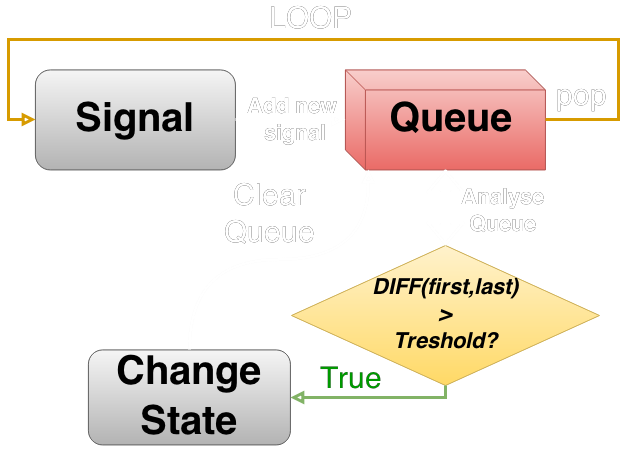 LOOP
Signal
Add new
signal
Queue
pop
Clear
Queue
Analyse
Queue
DIFF(first,last)
>
Treshold?
Change
State
True